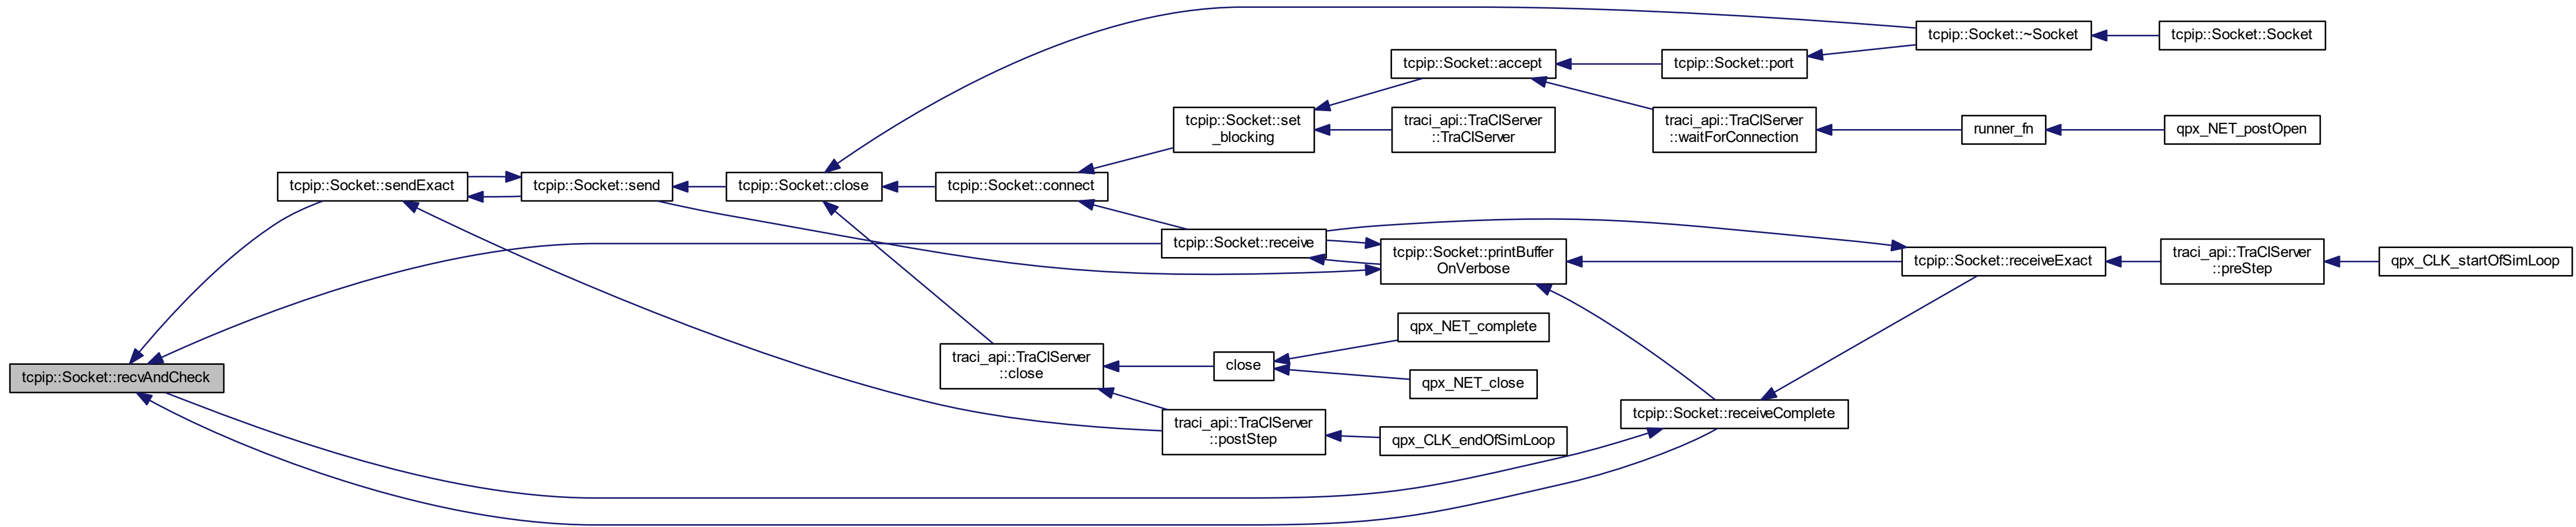 tcpip::Socket::recvAndCheck
tcpip::Socket::sendExact
tcpip::Socket::send
tcpip::Socket::close
tcpip::Socket::connect
tcpip::Socket::set
_blocking
tcpip::Socket::accept
tcpip::Socket::port
tcpip::Socket::~Socket
tcpip::Socket::Socket
traci_api::TraCIServer
::TraCIServer
traci_api::TraCIServer
::waitForConnection
runner_fn
qpx_NET_postOpen
tcpip::Socket::receive
tcpip::Socket::printBuffer
OnVerbose
tcpip::Socket::receiveExact
traci_api::TraCIServer
::preStep
qpx_CLK_startOfSimLoop
tcpip::Socket::receiveComplete
traci_api::TraCIServer
::close
close
qpx_NET_complete
qpx_NET_close
traci_api::TraCIServer
::postStep
qpx_CLK_endOfSimLoop